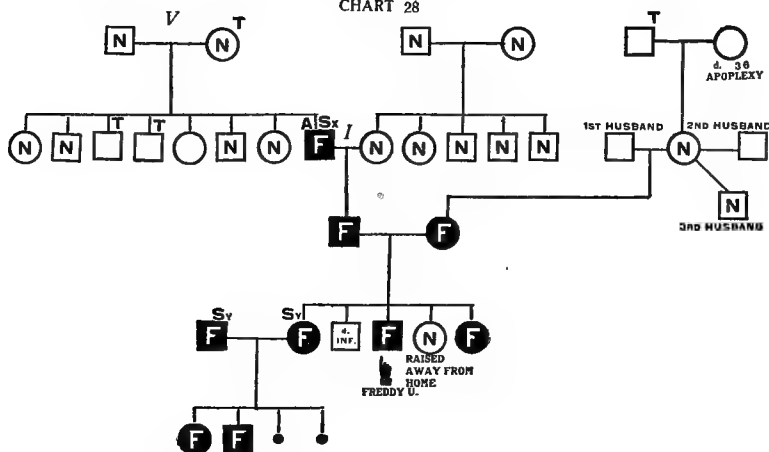 CHART 28
V
N N T N N T
d. 36
APOPLEXY
1ST HUSBAND 2ND HUSBAND
A Sx I
T T
N N N N F N N N N N N
N
3RD HUSBAND
F F
Sy Sy
F F d. INF. F N F
RAISED
AWAY FROM
HOME
FREDDY U.
F F